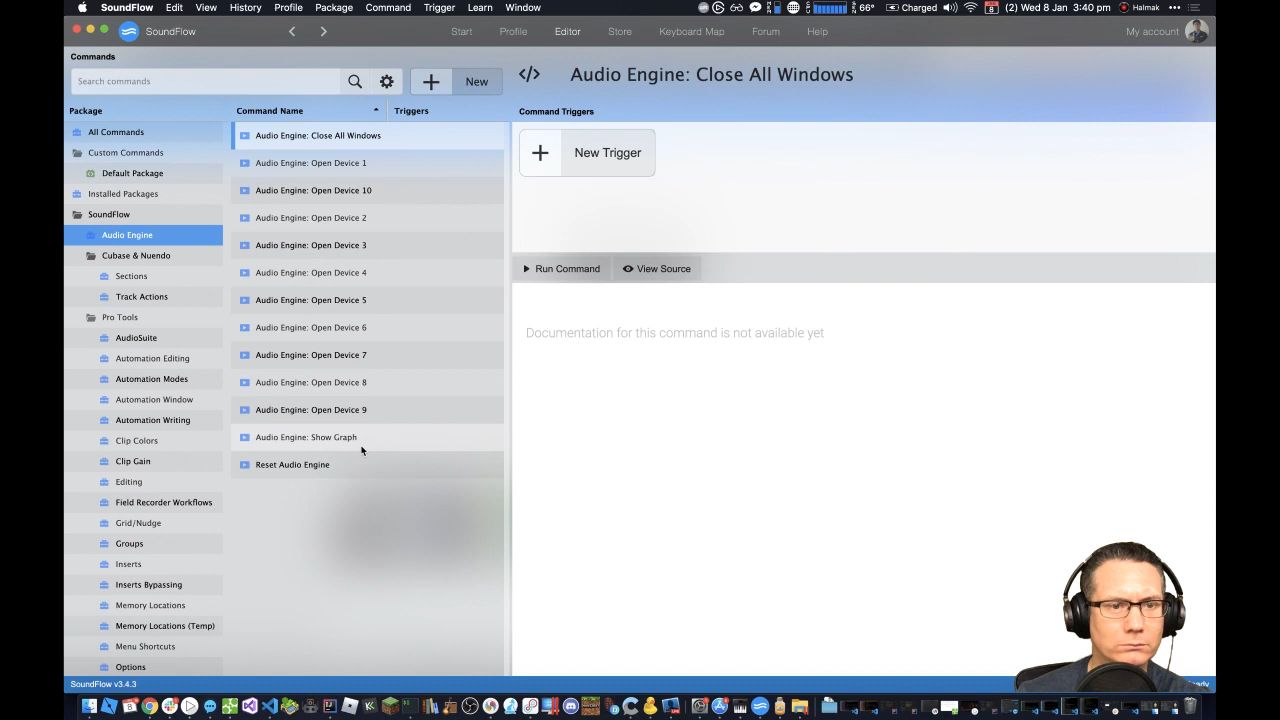 SoundFlow Edit View History Profile Package Command Trigger Learn Window
66° Charged 8 (2) Wed 8 Jan 3:40 pm Halmak
SoundFlow Start Profile Editor Store Keyboard Map Forum Help My account
Commands
Search commands New
</> Audio Engine: Close All Windows
Package Command Name Triggers Command Triggers
All Commands
Custom Commands
Default Package
Installed Packages
SoundFlow
Audio Engine
Cubase & Nuendo
Sections
Track Actions
Pro Tools
AudioSuite
Automation Editing
Automation Modes
Automation Window
Automation Writing
Clip Colors
Clip Gain
Editing
Field Recorder Workflows
Grid/Nudge
Groups
Inserts
Inserts Bypassing
Memory Locations
Memory Locations (Temp)
Menu Shortcuts
Options
Audio Engine: Close All Windows
Audio Engine: Open Device 1
Audio Engine: Open Device 10
Audio Engine: Open Device 2
Audio Engine: Open Device 3
Audio Engine: Open Device 4
Audio Engine: Open Device 5
Audio Engine: Open Device 6
Audio Engine: Open Device 7
Audio Engine: Open Device 8
Audio Engine: Open Device 9
Audio Engine: Show Graph
Reset Audio Engine
New Trigger
Run Command View Source
Documentation for this command is not available yet
SoundFlow v3.4.3